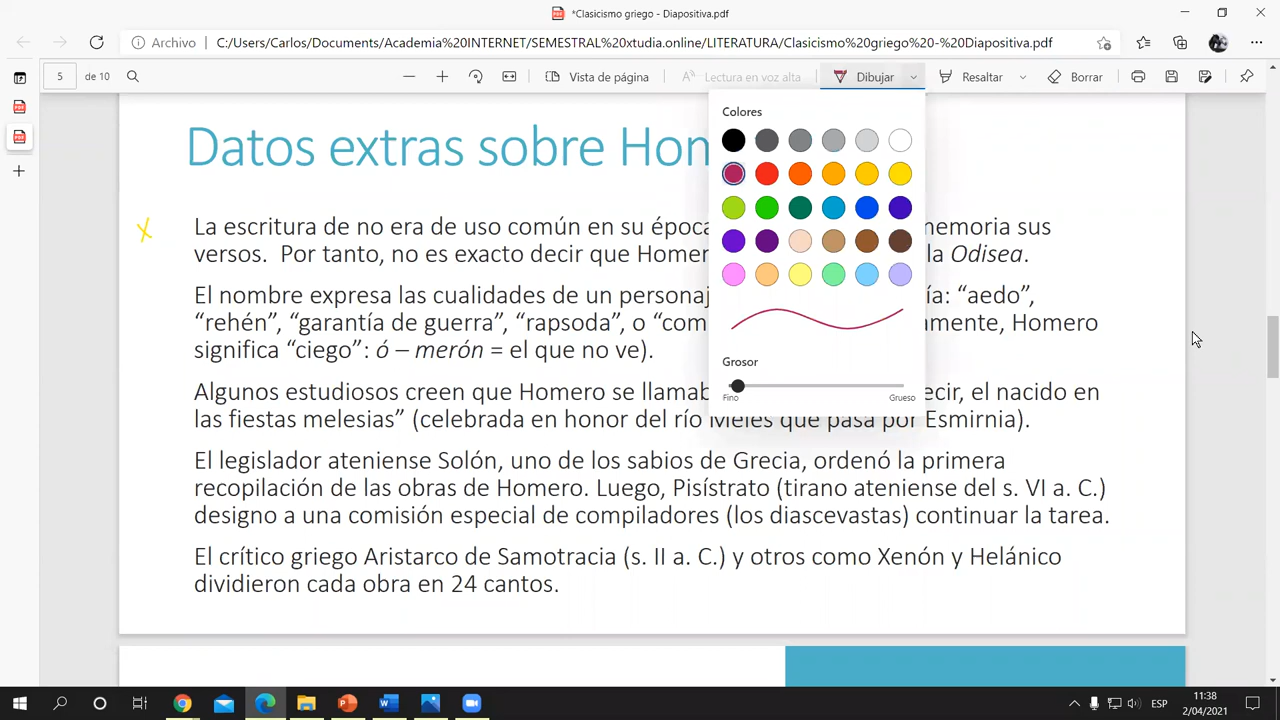 *Clasicismo griego - Diapositiva.pdf
Archivo C:/Users/Carlos/Documents/Academia%20INTERNET/SEMESTRAL%20xtudia.online/LITERATURA/Clasicismo%20griego%20-%20Diapositiva.pdf
5 de 10 Vista de página Lectura en voz alta Dibujar Resaltar Borrar
Datos extras sobre Hom
Colores
X La escritura de no era de uso común en su époc memoria sus
versos. Por tanto, no es exacto decir que Homer la Odisea.
El nombre expresa las cualidades de un personaj ía: “aedo”,
“rehén”, “garantía de guerra”, “rapsoda”, o “com amente, Homero
significa “ciego”: ó – merón = el que no ve).
Grosor
Fino Grueso
Algunos estudiosos creen que Homero se llamab ecir, el nacido en
las fiestas melesias” (celebrada en honor del río Meles que pasa por Esmirnia).
El legislador ateniense Solón, uno de los sabios de Grecia, ordenó la primera
recopilación de las obras de Homero. Luego, Pisístrato (tirano ateniense del s. VI a. C.)
designo a una comisión especial de compiladores (los diascevastas) continuar la tarea.
El crítico griego Aristarco de Samotracia (s. II a. C.) y otros como Xenón y Helánico
dividieron cada obra en 24 cantos.
ESP 11:38
2/04/2021